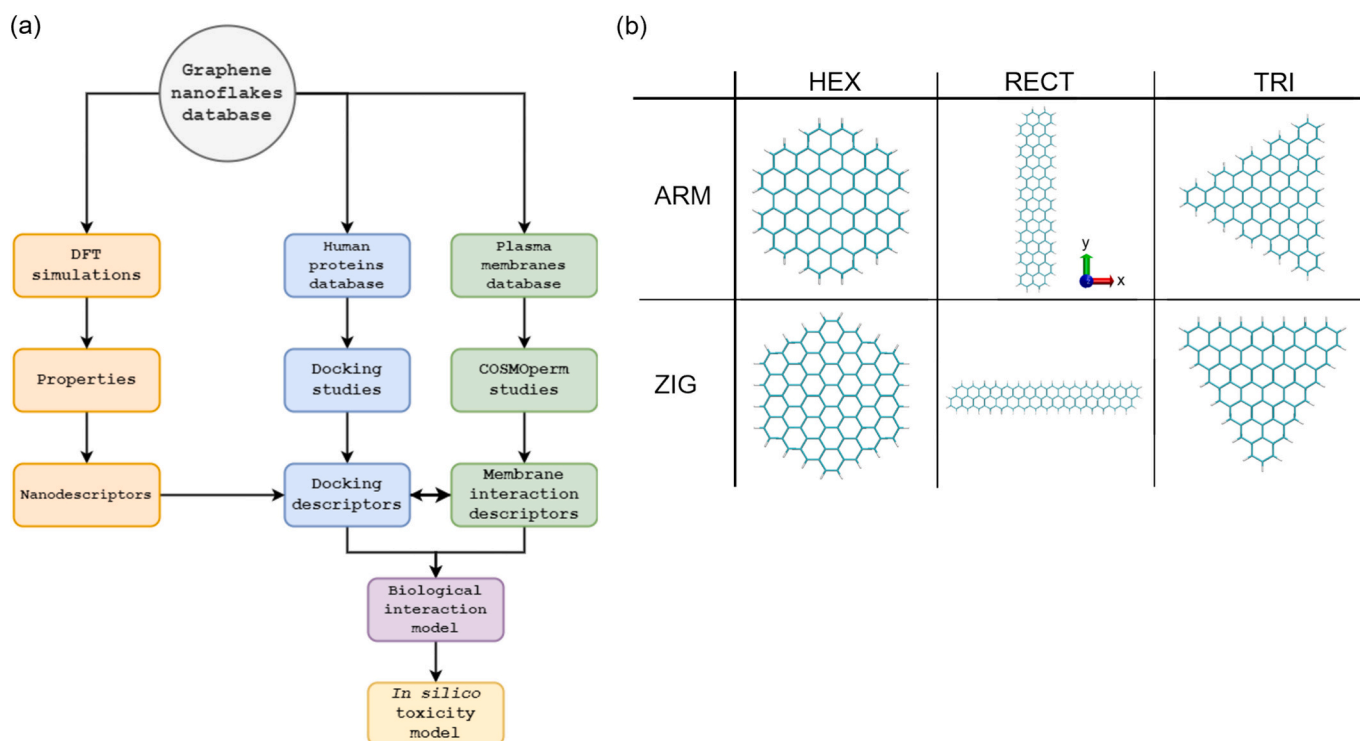 (a)
Graphene
nanoflakes
database
DFT
simulations
Human
proteins
database
Plasma
membranes
database
Properties
Docking
studies
COSMOperm
studies
Nanodescriptors
Docking
descriptors
Membrane
interaction
descriptors
Biological
interaction
model
In silico
toxicity
model
(b)
HEX RECT TRI
ARM
y
x
ZIG